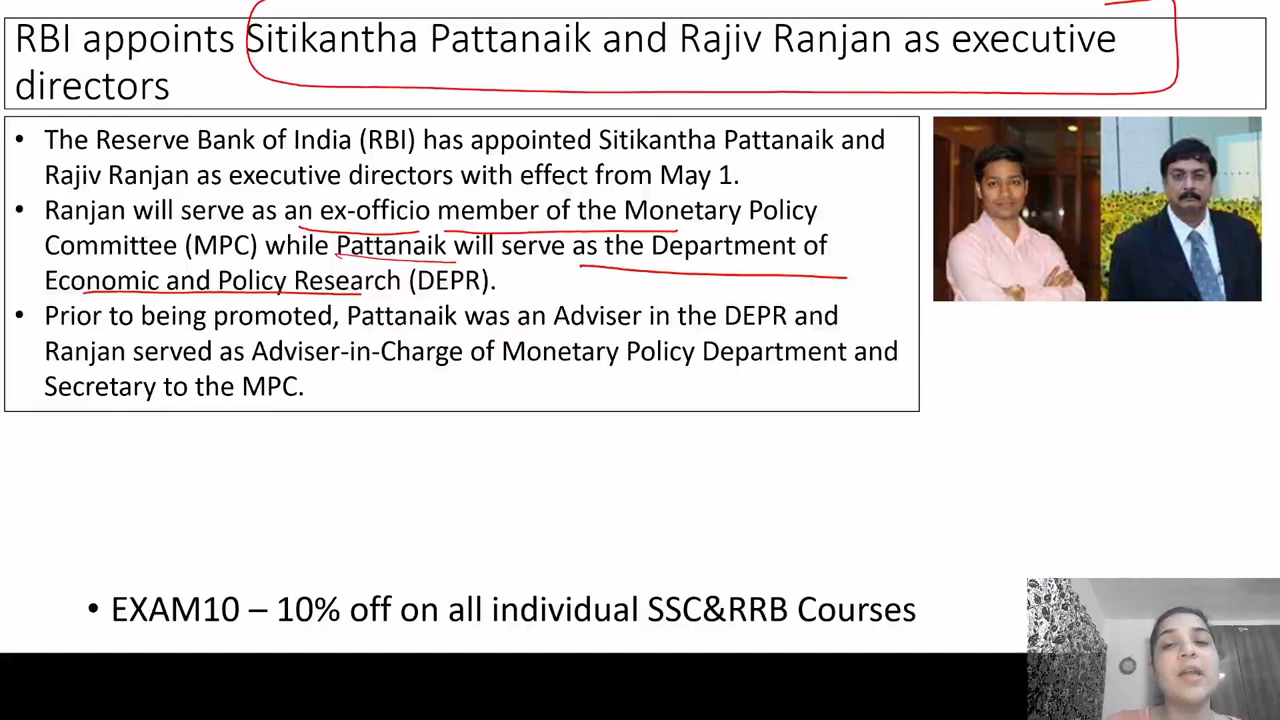 RBI appoints Sitikantha Pattanaik and Rajiv Ranjan as executive
directors
• The Reserve Bank of India (RBI) has appointed Sitikantha Pattanaik and
Rajiv Ranjan as executive directors with effect from May 1.
• Ranjan will serve as an ex-officio member of the Monetary Policy
Committee (MPC) while Pattanaik will serve as the Department of
Economic and Policy Research (DEPR).
• Prior to being promoted, Pattanaik was an Adviser in the DEPR and
Ranjan served as Adviser-in-Charge of Monetary Policy Department and
Secretary to the MPC.
• EXAM10 – 10% off on all individual SSC&RRB Courses